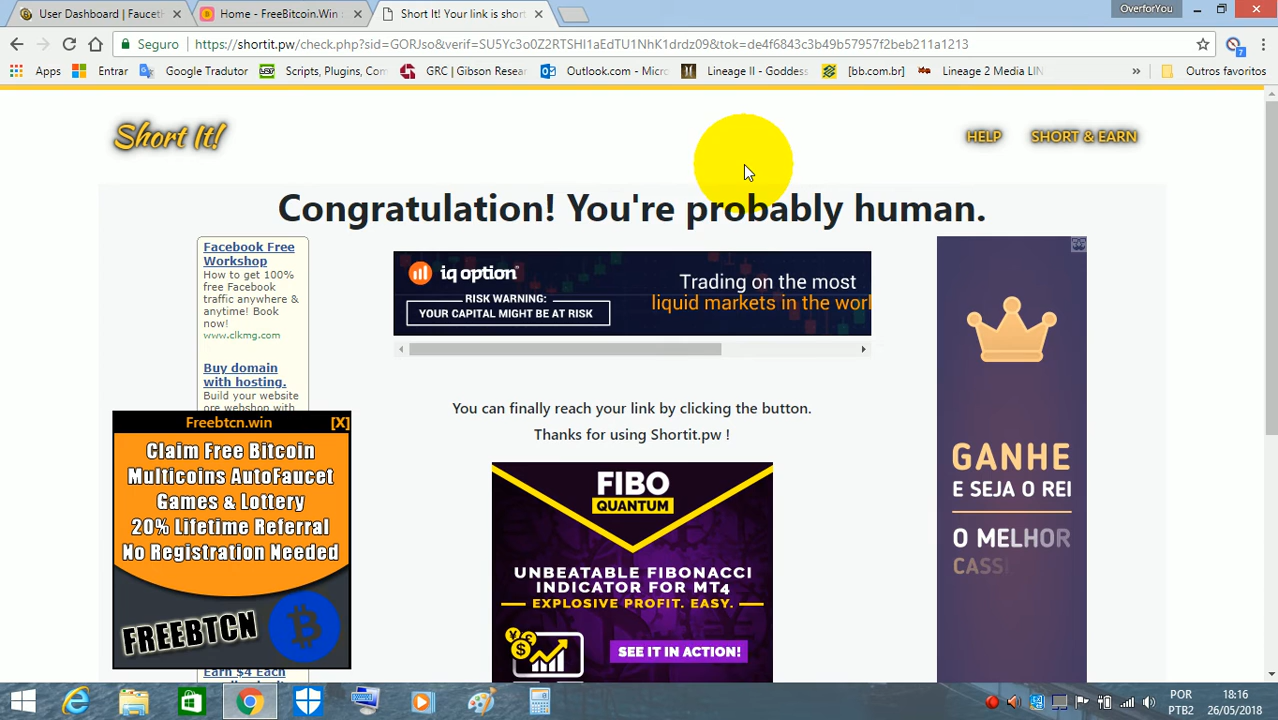 User Dashboard | Fauceth
Home - FreeBitcoin.Win :
Short It! Your link is short
OverforYou
Seguro
https://shortit.pw/check.php?sid=GORJso&verif=SU5Yc3o0Z2RTSHI1aEdTU1NhK1drdz09&tok=de4f6843c3b49b57957f2beb211a1213
Apps
Entrar
Google Tradutor
Scripts, Plugins, Com
GRC | Gibson Resear
Outlook.com - Micro
Lineage II - Goddess
[bb.com.br]
Lineage 2 Media LIN
»
Outros favoritos
Short It!
HELP
SHORT & EARN
Congratulation! You're probably human.
Facebook Free
Workshop
How to get 100%
free Facebook
traffic anywhere &
anytime! Book
now!
www.clkmg.com
Buy domain
with hosting.
Build your website
ore webshop with
iq option
RISK WARNING:
YOUR CAPITAL MIGHT BE AT RISK
Trading on the most
liquid markets in the worl
You can finally reach your link by clicking the button.
Thanks for using Shortit.pw !
Freebtcn.win
[X]
Claim Free Bitcoin
Multicoins AutoFaucet
Games & Lottery
20% Lifetime Referral
No Registration Needed
FREEBTCN
Earn $4 Each
FIBO
QUANTUM
UNBEATABLE FIBONACCI
INDICATOR FOR MT4
EXPLOSIVE PROFIT. EASY.
SEE IT IN ACTION!
GANHE
E SEJA O REI
O MELHOR
CASS
POR
PTB2
18:16
26/05/2018